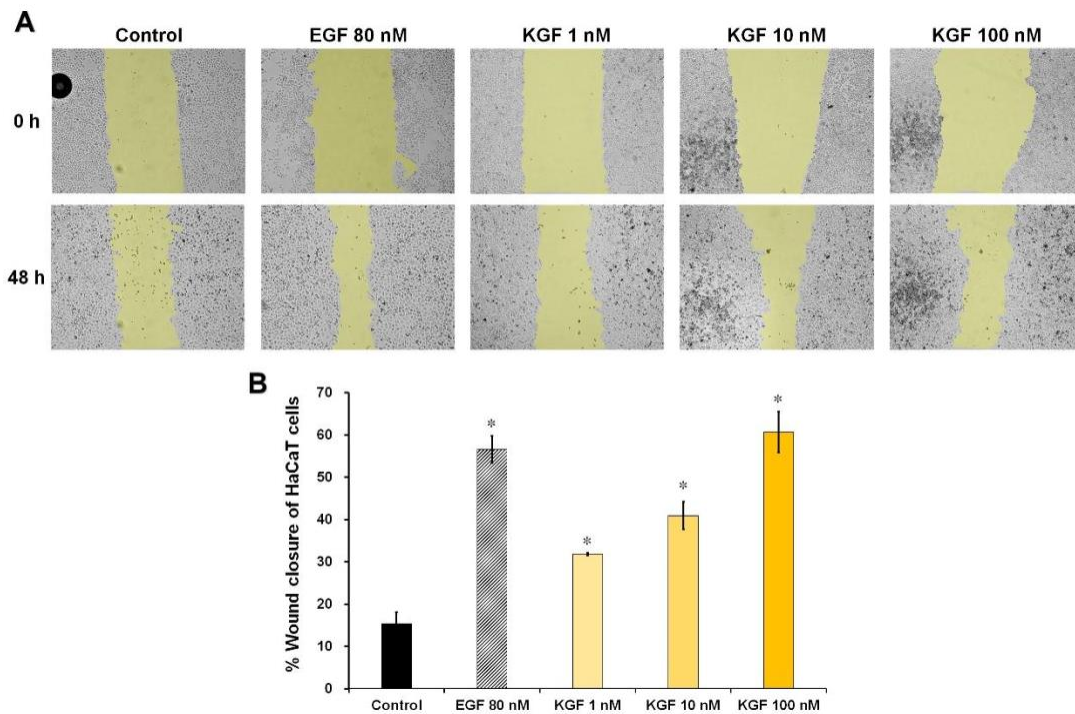 A
Control EGF 80 nM KGF 1 nM KGF 10 nM KGF 100 nM
0 h
48 h
B
% Wound closure of HaCaT cells
70
60
50
40
30
20
10
0
* * * *
Control EGF 80 nM KGF 1 nM KGF 10 nM KGF 100 nM